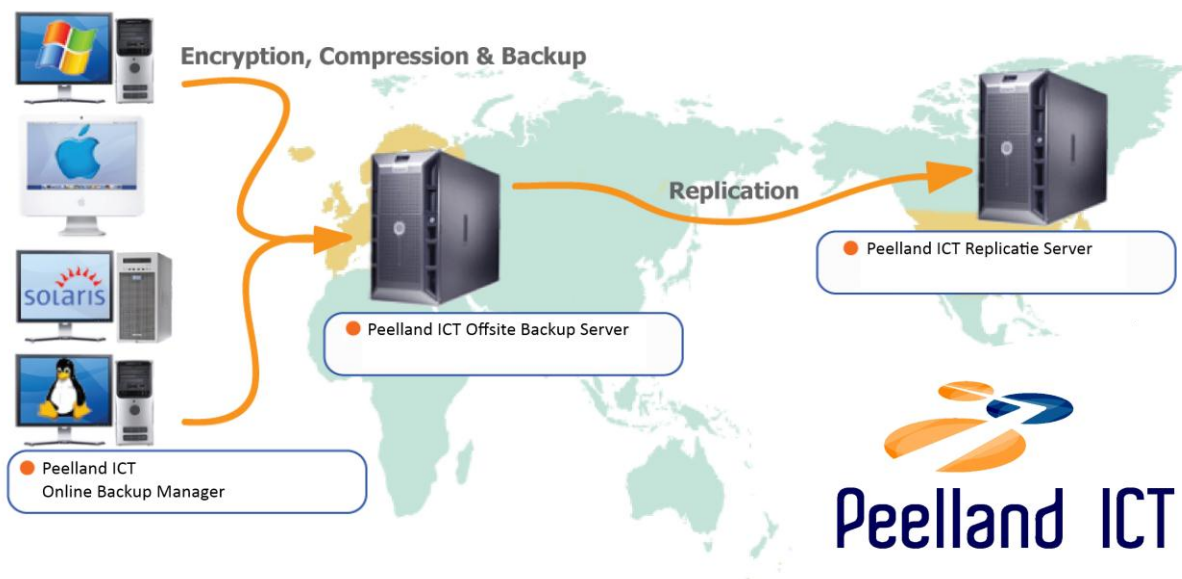 Encryption, Compression & Backup
Replication
solaris
Peelland ICT Replicatie Server
Peelland ICT Offsite Backup Server
Peelland ICT
Online Backup Manager
Peelland ICT